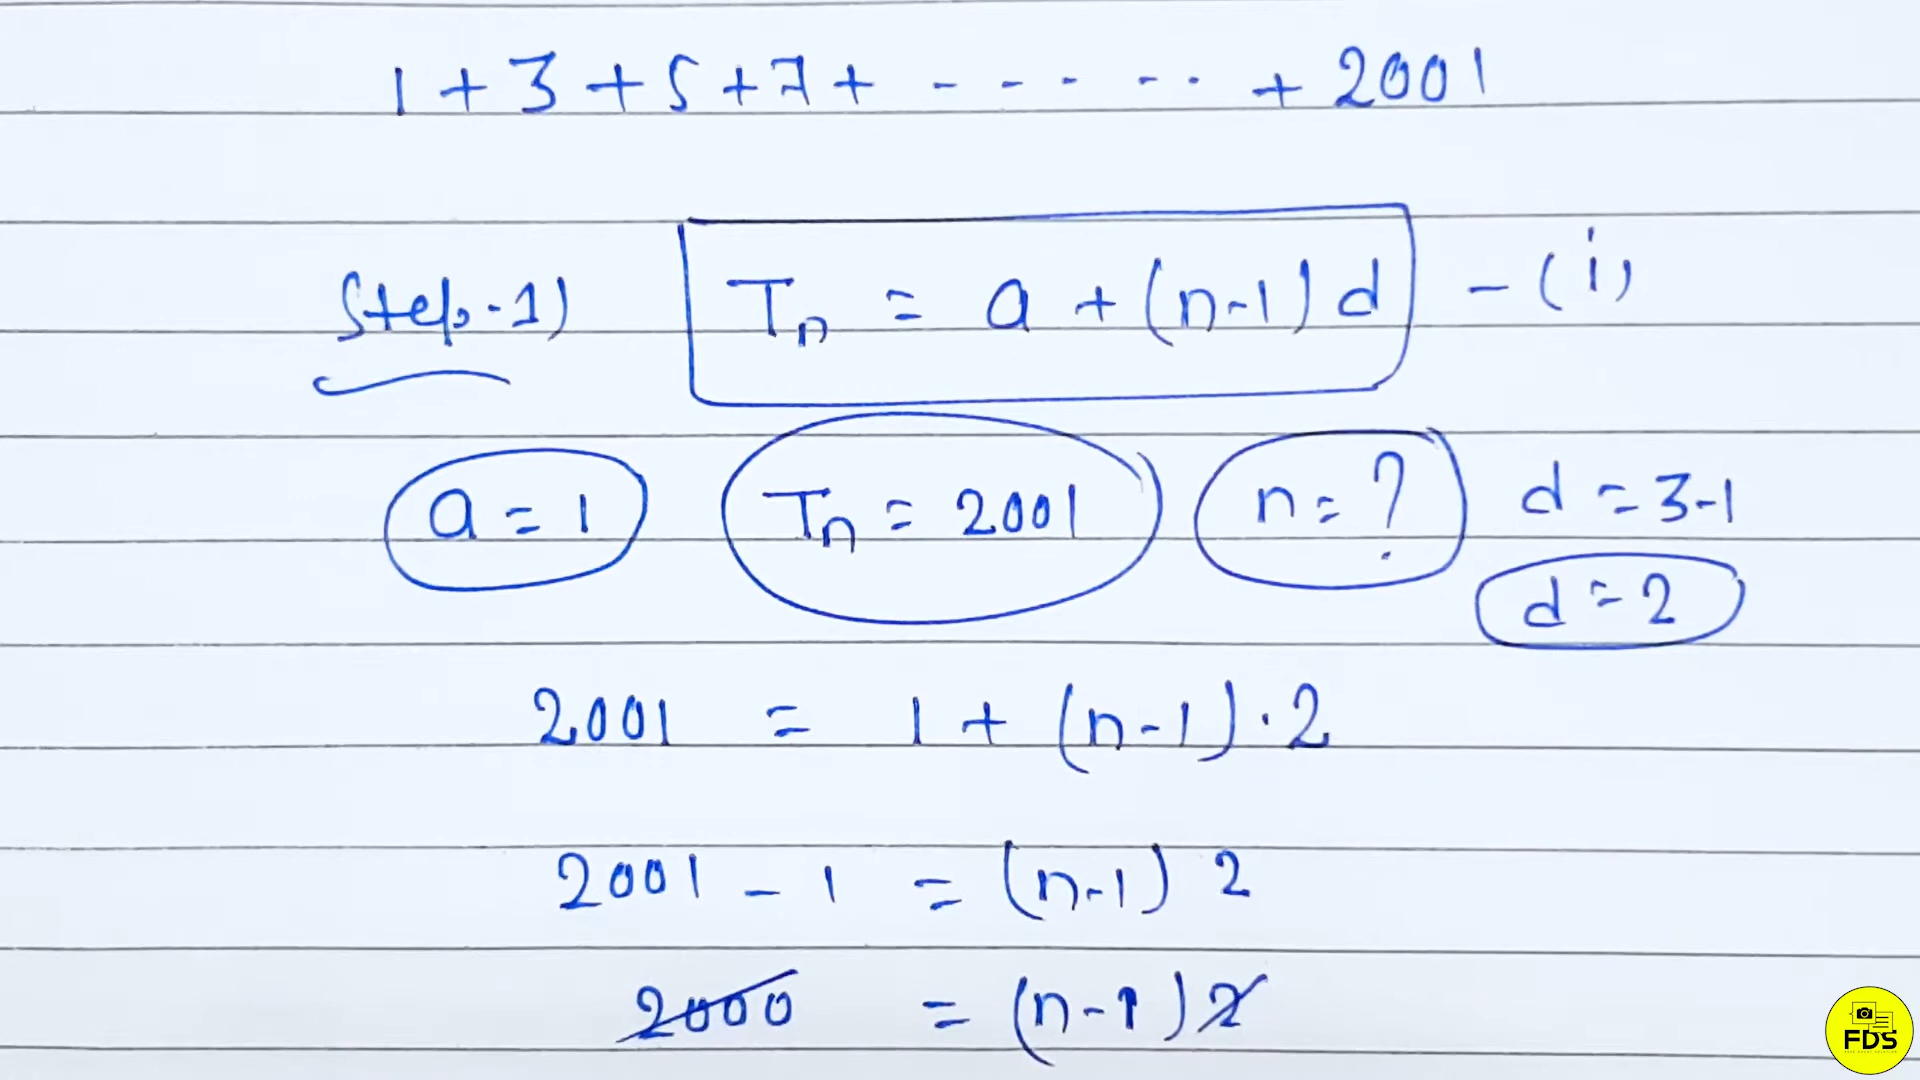 1 + 3 + 5 + 7 + - - - - - - + 2001
Step-1) Tn = a + (n-1) d - (i)
a = 1 Tn = 2001 n = ? d = 3-1
d = 2
2001 = 1 + (n-1) . 2
2001 - 1 = (n-1) 2
2000 = (n-1) 2
FDS